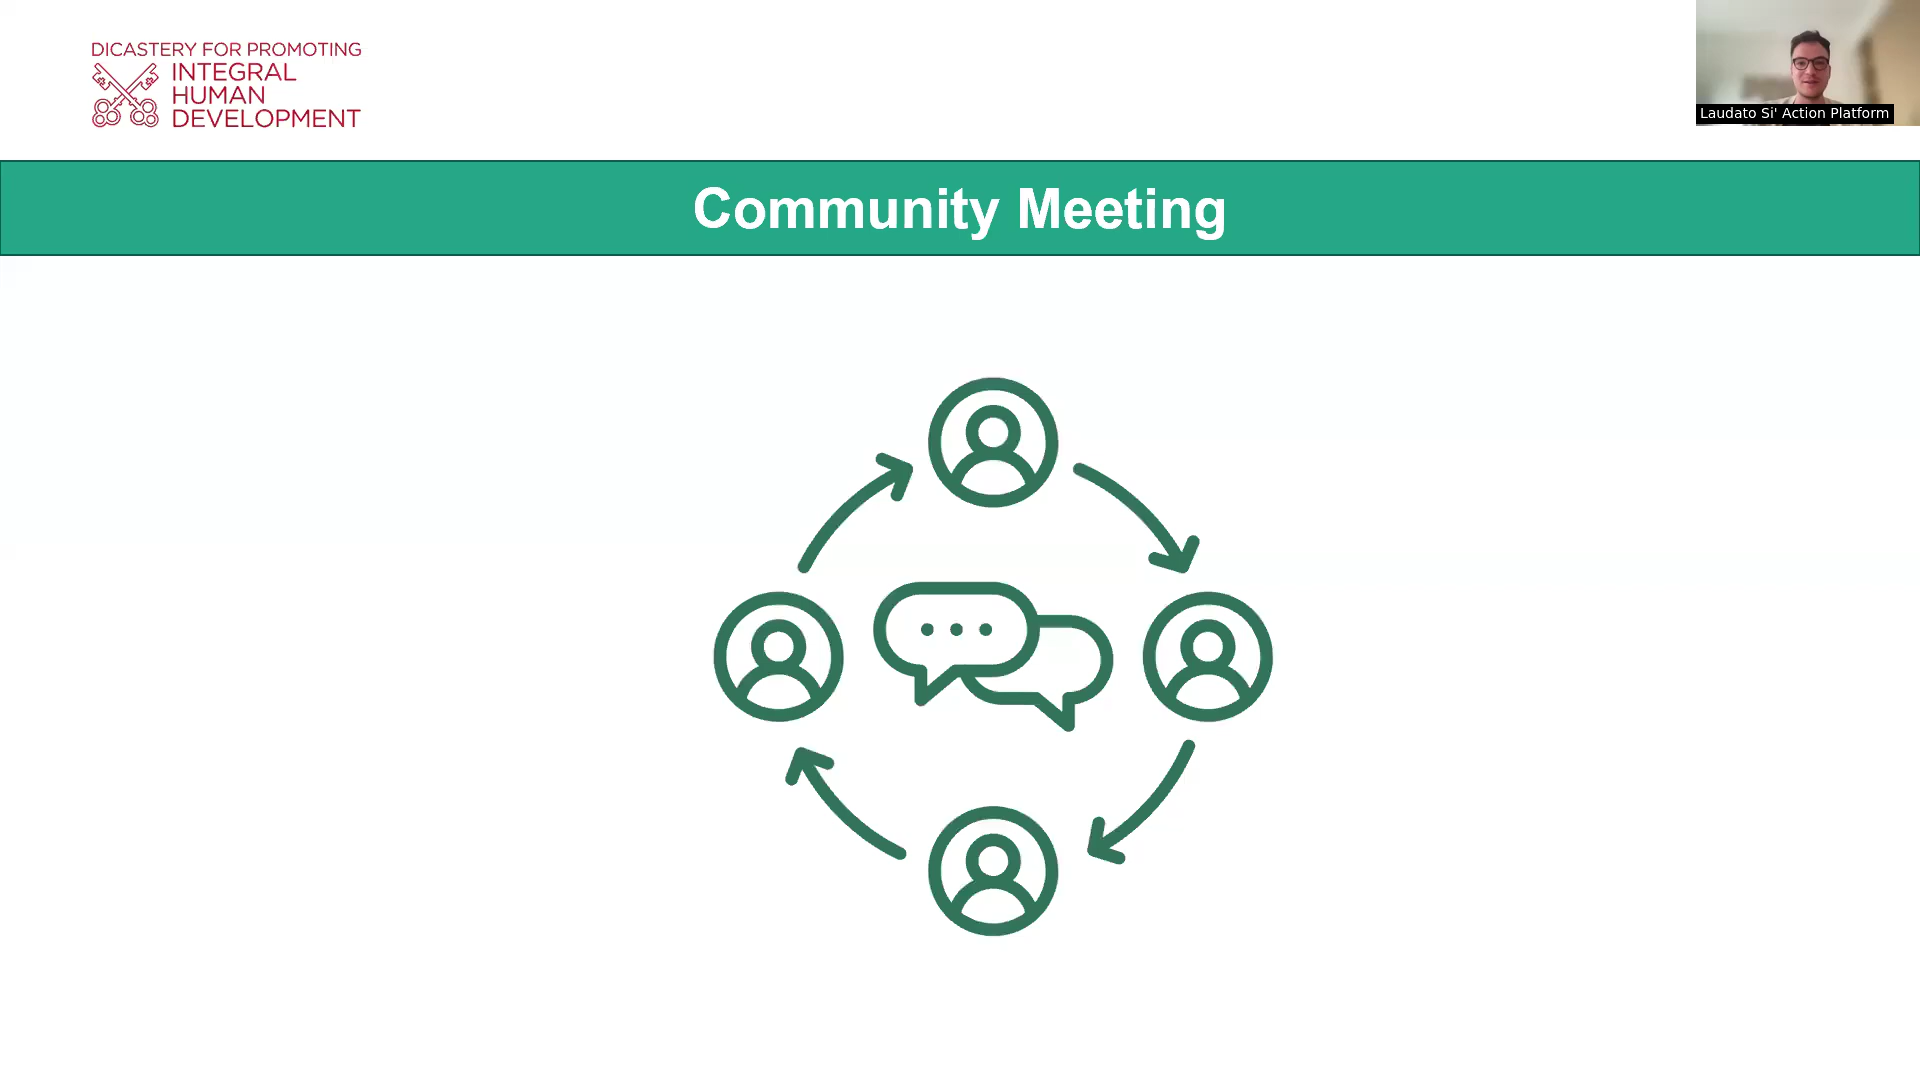 DICASTERY FOR PROMOTING
INTEGRAL
HUMAN
DEVELOPMENT
Laudato Si' Action Platform
Community Meeting